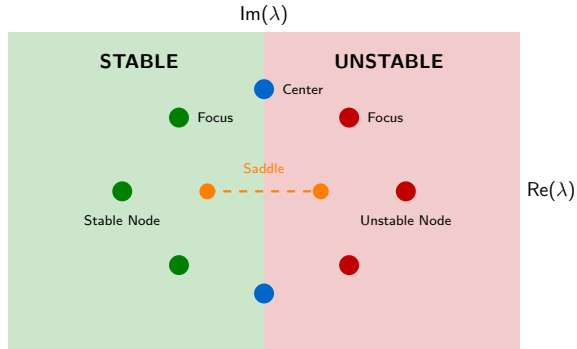 Im(λ)
STABLE
UNSTABLE
Center
Focus
Focus
Saddle
Re(λ)
Stable Node
Unstable Node